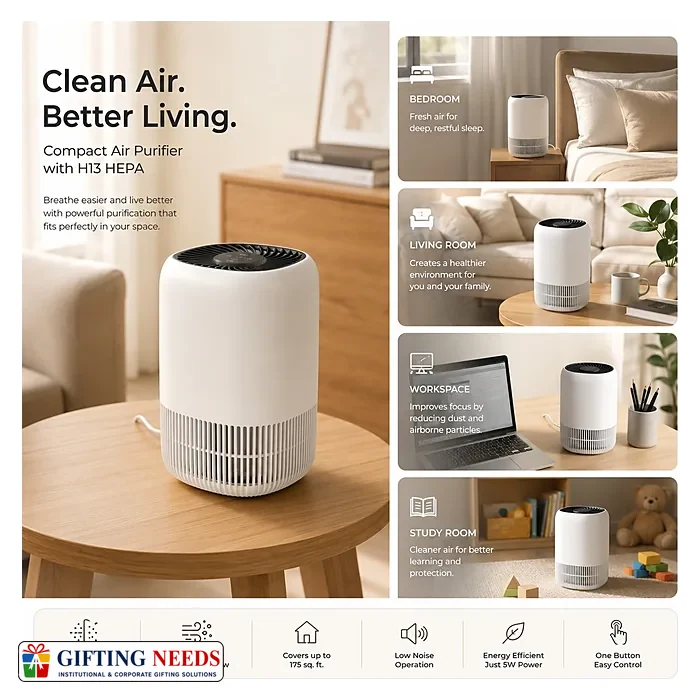 Clean Air.
Better Living.
Compact Air Purifier
with H13 HEPA
Breathe easier and live better
with powerful purification that
fits perfectly in your space.
BEDROOM
Fresh air for
deep, restful sleep.
LIVING ROOM
Creates a healthier
environment for
you and your family.
WORKSPACE
Improves focus by
reducing dust and
airborne particles.
STUDY ROOM
Cleaner air for better
learning and
protection.
Covers up to
175 sq. ft.
Low Noise
Operation
Energy Efficient
Just 5W Power
One Button
Easy Control
GIFTING NEEDS
INSTITUTIONAL & CORPORATE GIFTING SOLUTIONS